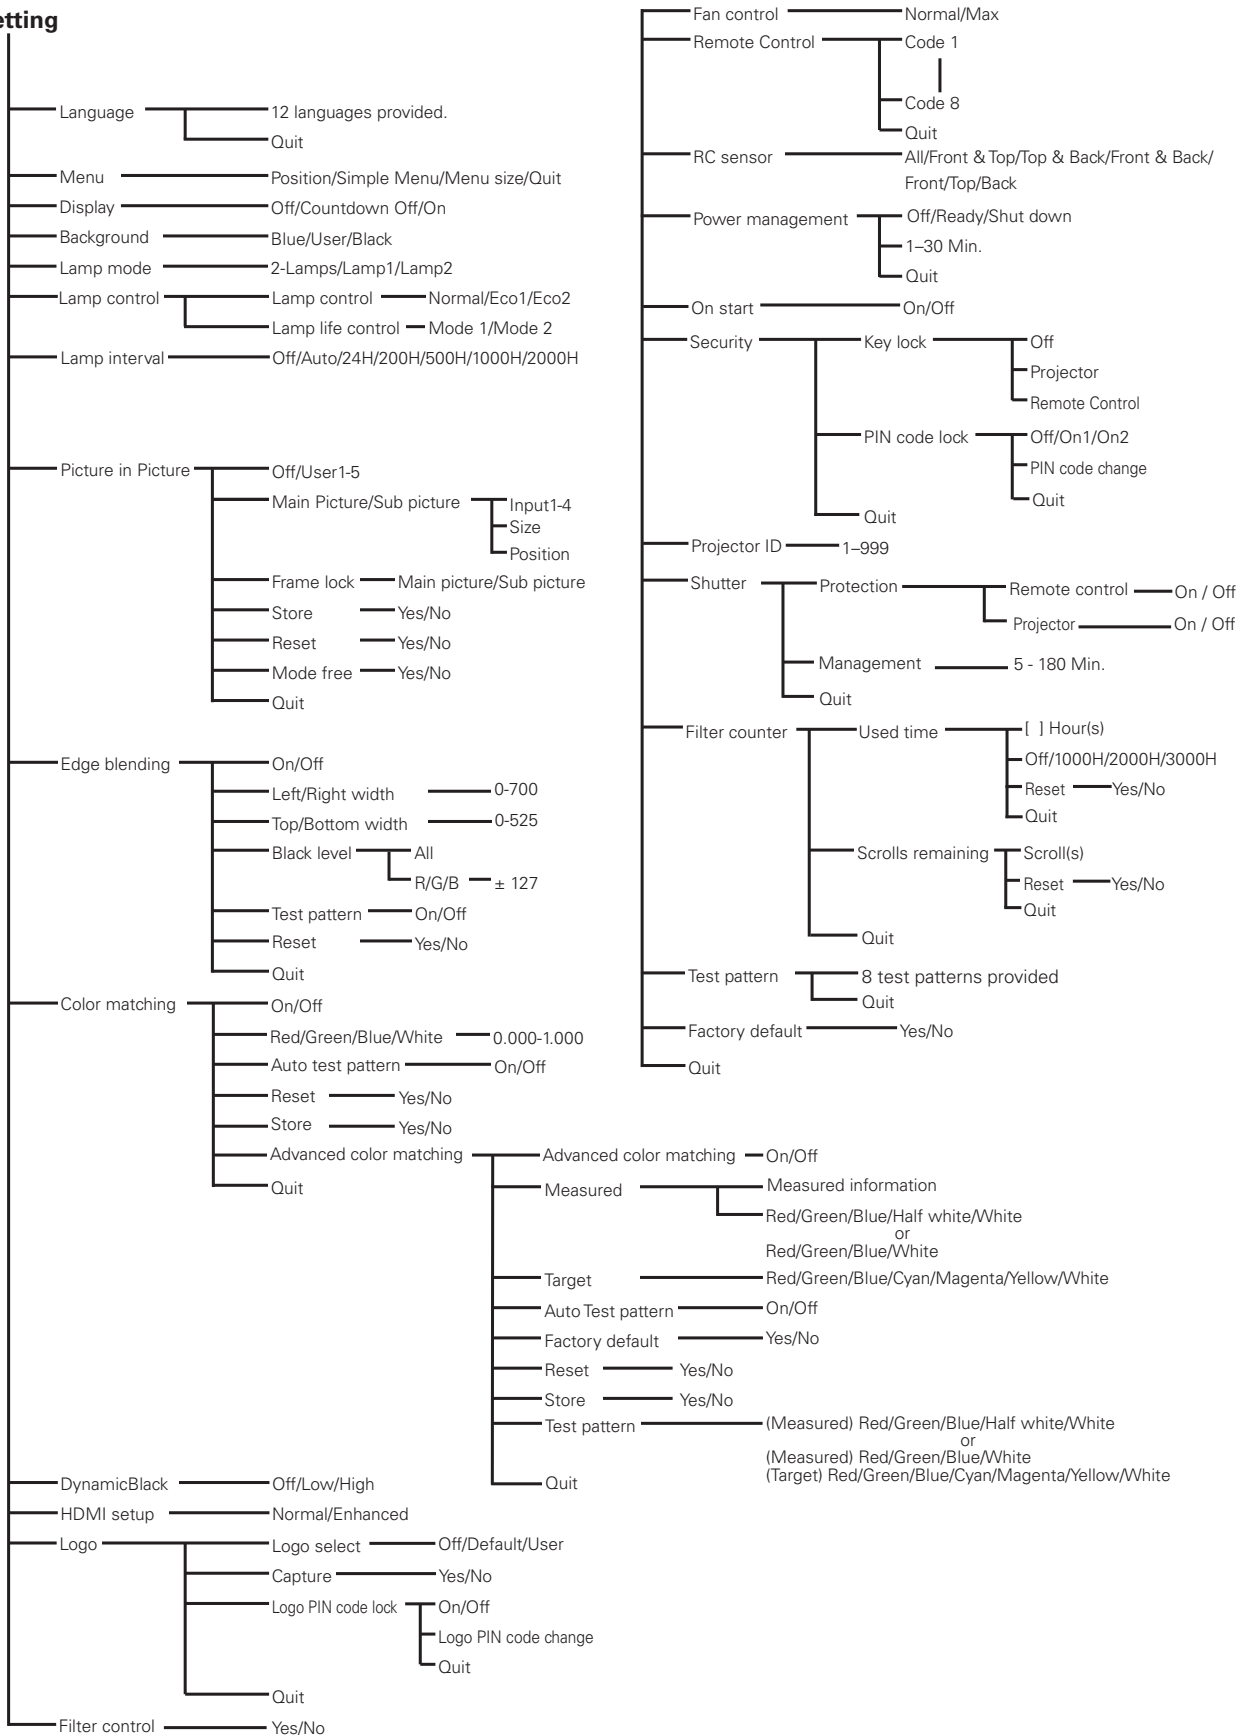 etting
Language 12 languages provided.
Quit
Menu Position/Simple Menu/Menu size/Quit
Display Off/Countdown Off/On
Background Blue/User/Black
Lamp mode 2-Lamps/Lamp1/Lamp2
Lamp control Lamp control Normal/Eco1/Eco2
Lamp life control Mode 1/Mode 2
Lamp interval Off/Auto/24H/200H/500H/1000H/2000H
Picture in Picture Off/User1-5
Main Picture/Sub picture Input1-4
Size
Position
Frame lock Main picture/Sub picture
Store Yes/No
Reset Yes/No
Mode free Yes/No
Quit
Edge blending On/Off
Left/Right width 0-700
Top/Bottom width 0-525
Black level All
R/G/B ± 127
Test pattern On/Off
Reset Yes/No
Quit
Color matching On/Off
Red/Green/Blue/White 0.000-1.000
Auto test pattern On/Off
Reset Yes/No
Store Yes/No
Advanced color matching Advanced color matching On/Off
Quit
Measured Measured information
Red/Green/Blue/Half white/White
or
Red/Green/Blue/White
Target Red/Green/Blue/Cyan/Magenta/Yellow/White
Auto Test pattern On/Off
Factory default Yes/No
Reset Yes/No
Store Yes/No
Test pattern (Measured) Red/Green/Blue/Half white/White
or
(Measured) Red/Green/Blue/White
(Target) Red/Green/Blue/Cyan/Magenta/Yellow/White
Quit
DynamicBlack Off/Low/High
HDMI setup Normal/Enhanced
Logo Logo select Off/Default/User
Capture Yes/No
Logo PIN code lock On/Off
Logo PIN code change
Quit
Quit
Filter control Yes/No
Fan control Normal/Max
Remote Control Code 1
Code 8
Quit
RC sensor All/Front & Top/Top & Back/Front & Back/
Front/Top/Back
Power management Off/Ready/Shut down
1–30 Min.
Quit
On start On/Off
Security Key lock Off
Projector
Remote Control
PIN code lock Off/On1/On2
PIN code change
Quit
Quit
Projector ID 1–999
Shutter Protection Remote control On / Off
Projector On / Off
Management 5 - 180 Min.
Quit
Filter counter Used time [ ] Hour(s)
Off/1000H/2000H/3000H
Reset Yes/No
Quit
Scrolls remaining Scroll(s)
Reset Yes/No
Quit
Quit
Test pattern 8 test patterns provided
Quit
Factory default Yes/No
Quit